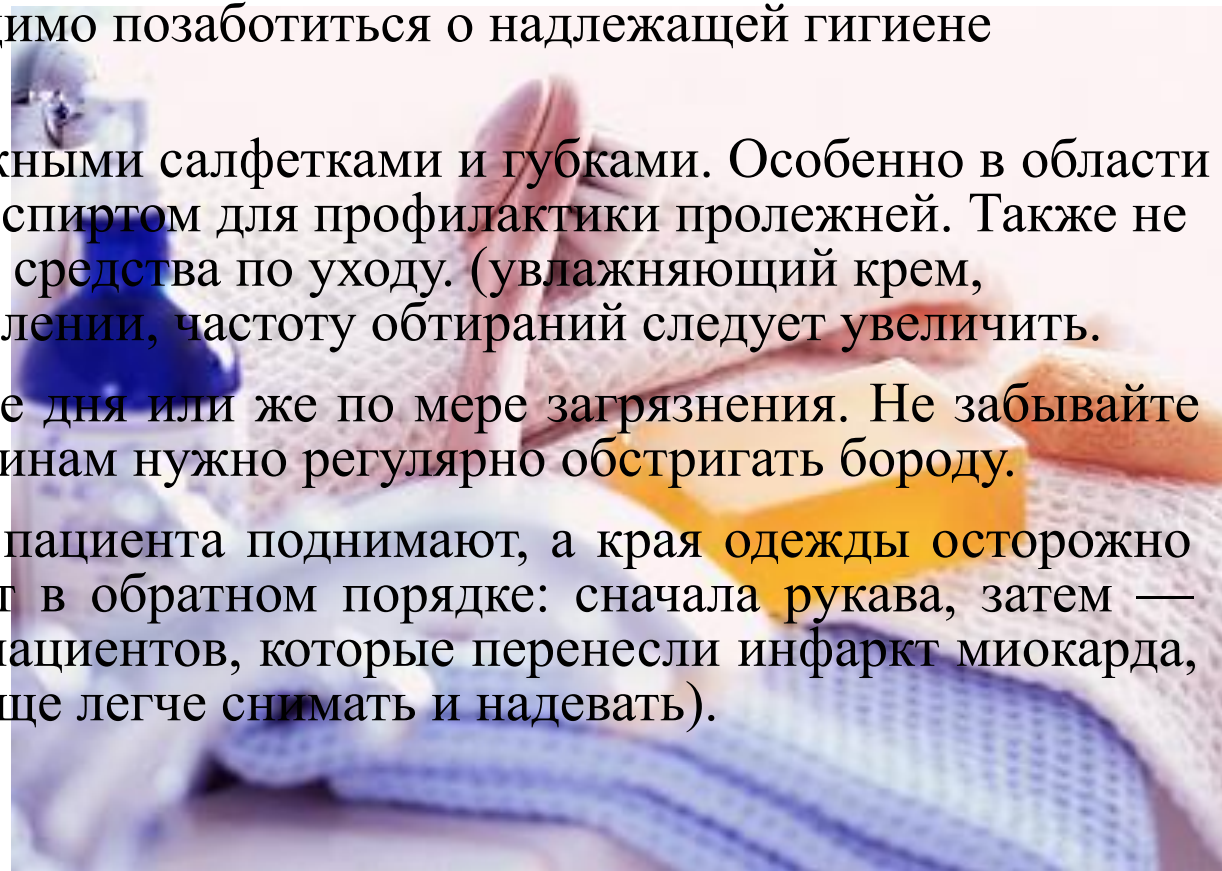 димо позаботиться о надлежащей гигиене
жными салфетками и губками. Особенно в области
спиртом для профилактики пролежней. Также не
средства по уходу. (увлажняющий крем,
лении, частоту обтираний следует увеличить.
е дня или же по мере загрязнения. Не забывайте
инам нужно регулярно обстригать бороду.
пациента поднимают, а края одежды осторожно
т в обратном порядке: сначала рукава, затем —
пациентов, которые перенесли инфаркт миокарда,
ще легче снимать и надевать).